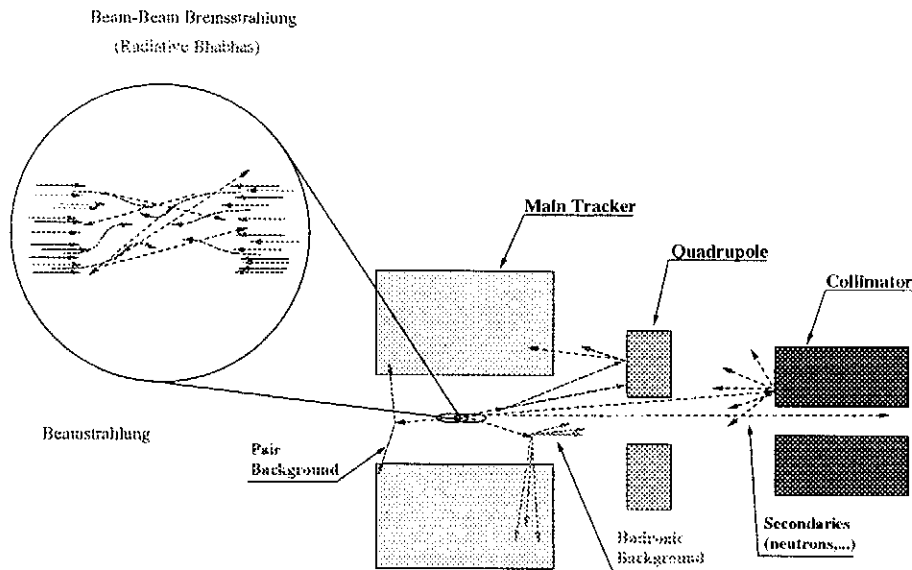 Beam-Beam Bremsstrahlung
(Radiative Bhabhas)
Main Tracker
Quadrupole
Collimator
Beamstrahlung
Pair
Background
Hadronic
Background
Secondaries
(neutrons,...)